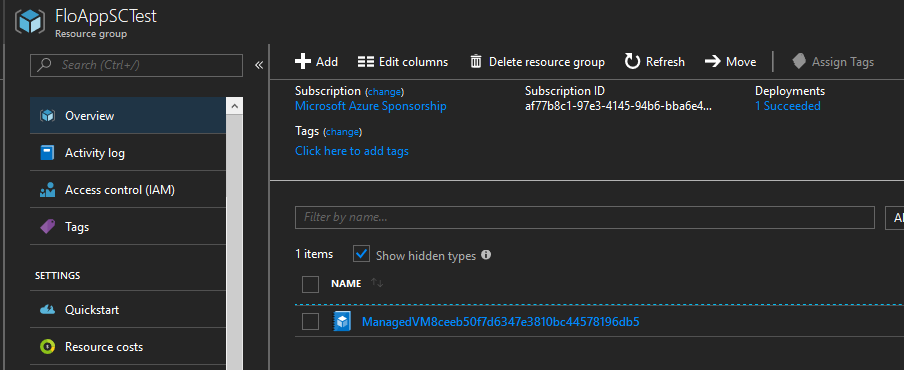 FloAppSCTest
Resource group
Search (Ctrl+/)
«
Overview
Activity log
Access control (IAM)
Tags
SETTINGS
Quickstart
Resource costs
Add
Edit columns
Delete resource group
Refresh
Move
Assign Tags
Subscription (change)
Microsoft Azure Sponsorship
Subscription ID
af77b8c1-97e3-4145-94b6-bba6e4...
Deployments
1 Succeeded
Tags (change)
Click here to add tags
Filter by name...
Al
1 items
Show hidden types
NAME
ManagedVM8ceeb50f7d6347e3810bc44578196db5